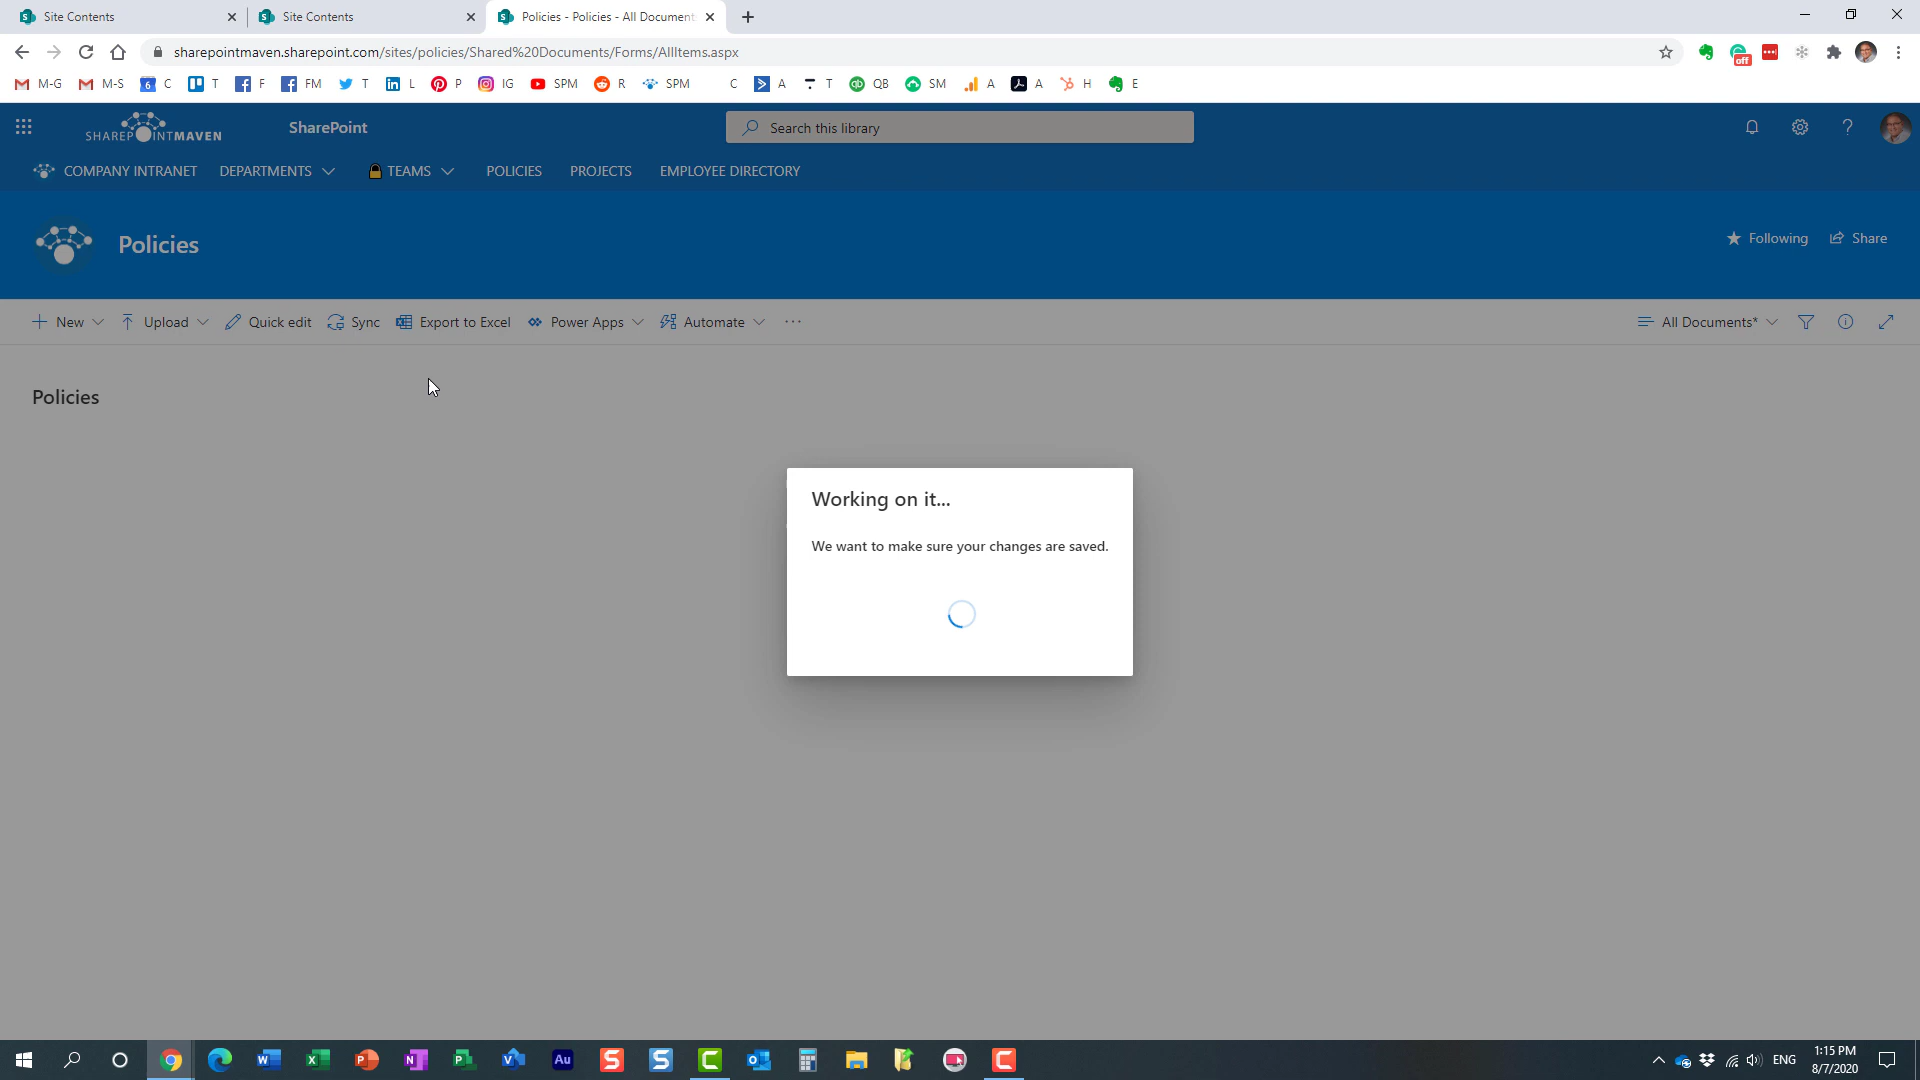 Site Contents
Site Contents
Policies - Policies - All Document
sharepointmaven.sharepoint.com/sites/policies/Shared%20Documents/Forms/AllItems.aspx
off
M-G M-S 6 C T F FM T L P IG SPM R SPM C A T QB SM A A H E
SHAREPOINTMAVEN SharePoint Search this library
COMPANY INTRANET DEPARTMENTS TEAMS POLICIES PROJECTS EMPLOYEE DIRECTORY
Policies Following Share
New Upload Quick edit Sync Export to Excel Power Apps Automate ··· All Documents*
Policies
Working on it...
We want to make sure your changes are saved.
ENG
1:15 PM
8/7/2020